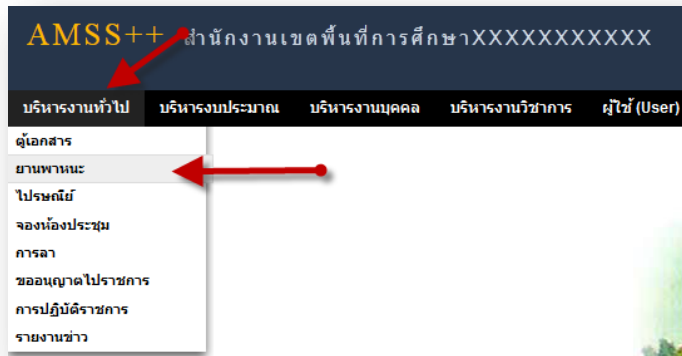 AMSS++ สำนักงานเขตพื้นที่การศึกษาXXXXXXXXXXX
บริหารงานทั่วไป บริหารงบประมาณ บริหารงานบุคคล บริหารงานวิชาการ ผู้ใช้ (User)
ตู้เอกสาร
ยานพาหนะ
ไปรษณีย์
จองห้องประชุม
การลา
ขออนุญาตไปราชการ
การปฏิบัติราชการ
รายงานข่าว